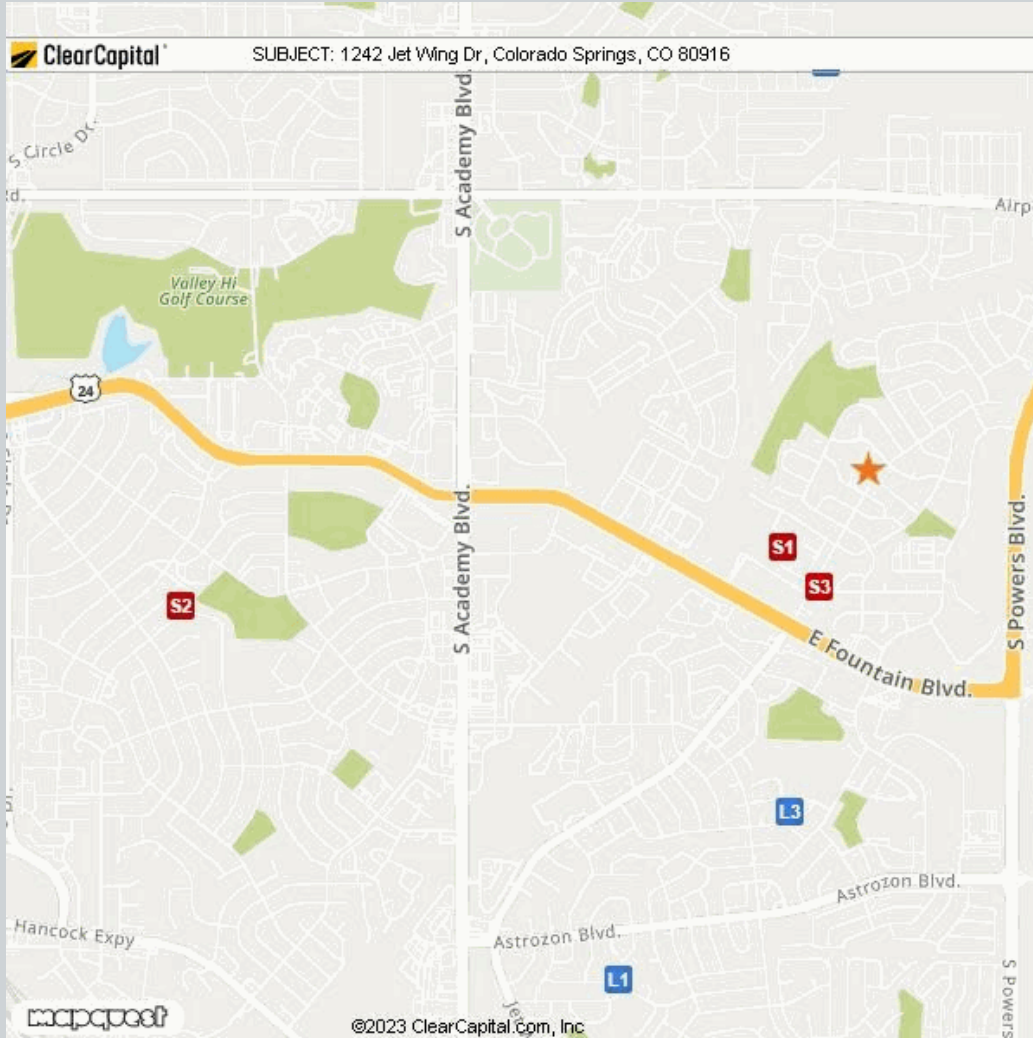 ClearCapital
SUBJECT: 1242 Jet Wing Dr, Colorado Springs, CO 80916
S Circle Dr.
S Academy Blvd.
Rd.
Airp
Valley Hi
Golf Course
24
S Academy Blvd.
S Powers Blvd.
S1
S3
S2
E Fountain Blvd.
L3
Astrozon Blvd.
Hancock Expy
Astrozon Blvd.
L1
S Powers
mapquest
©2023 ClearCapital.com, Inc